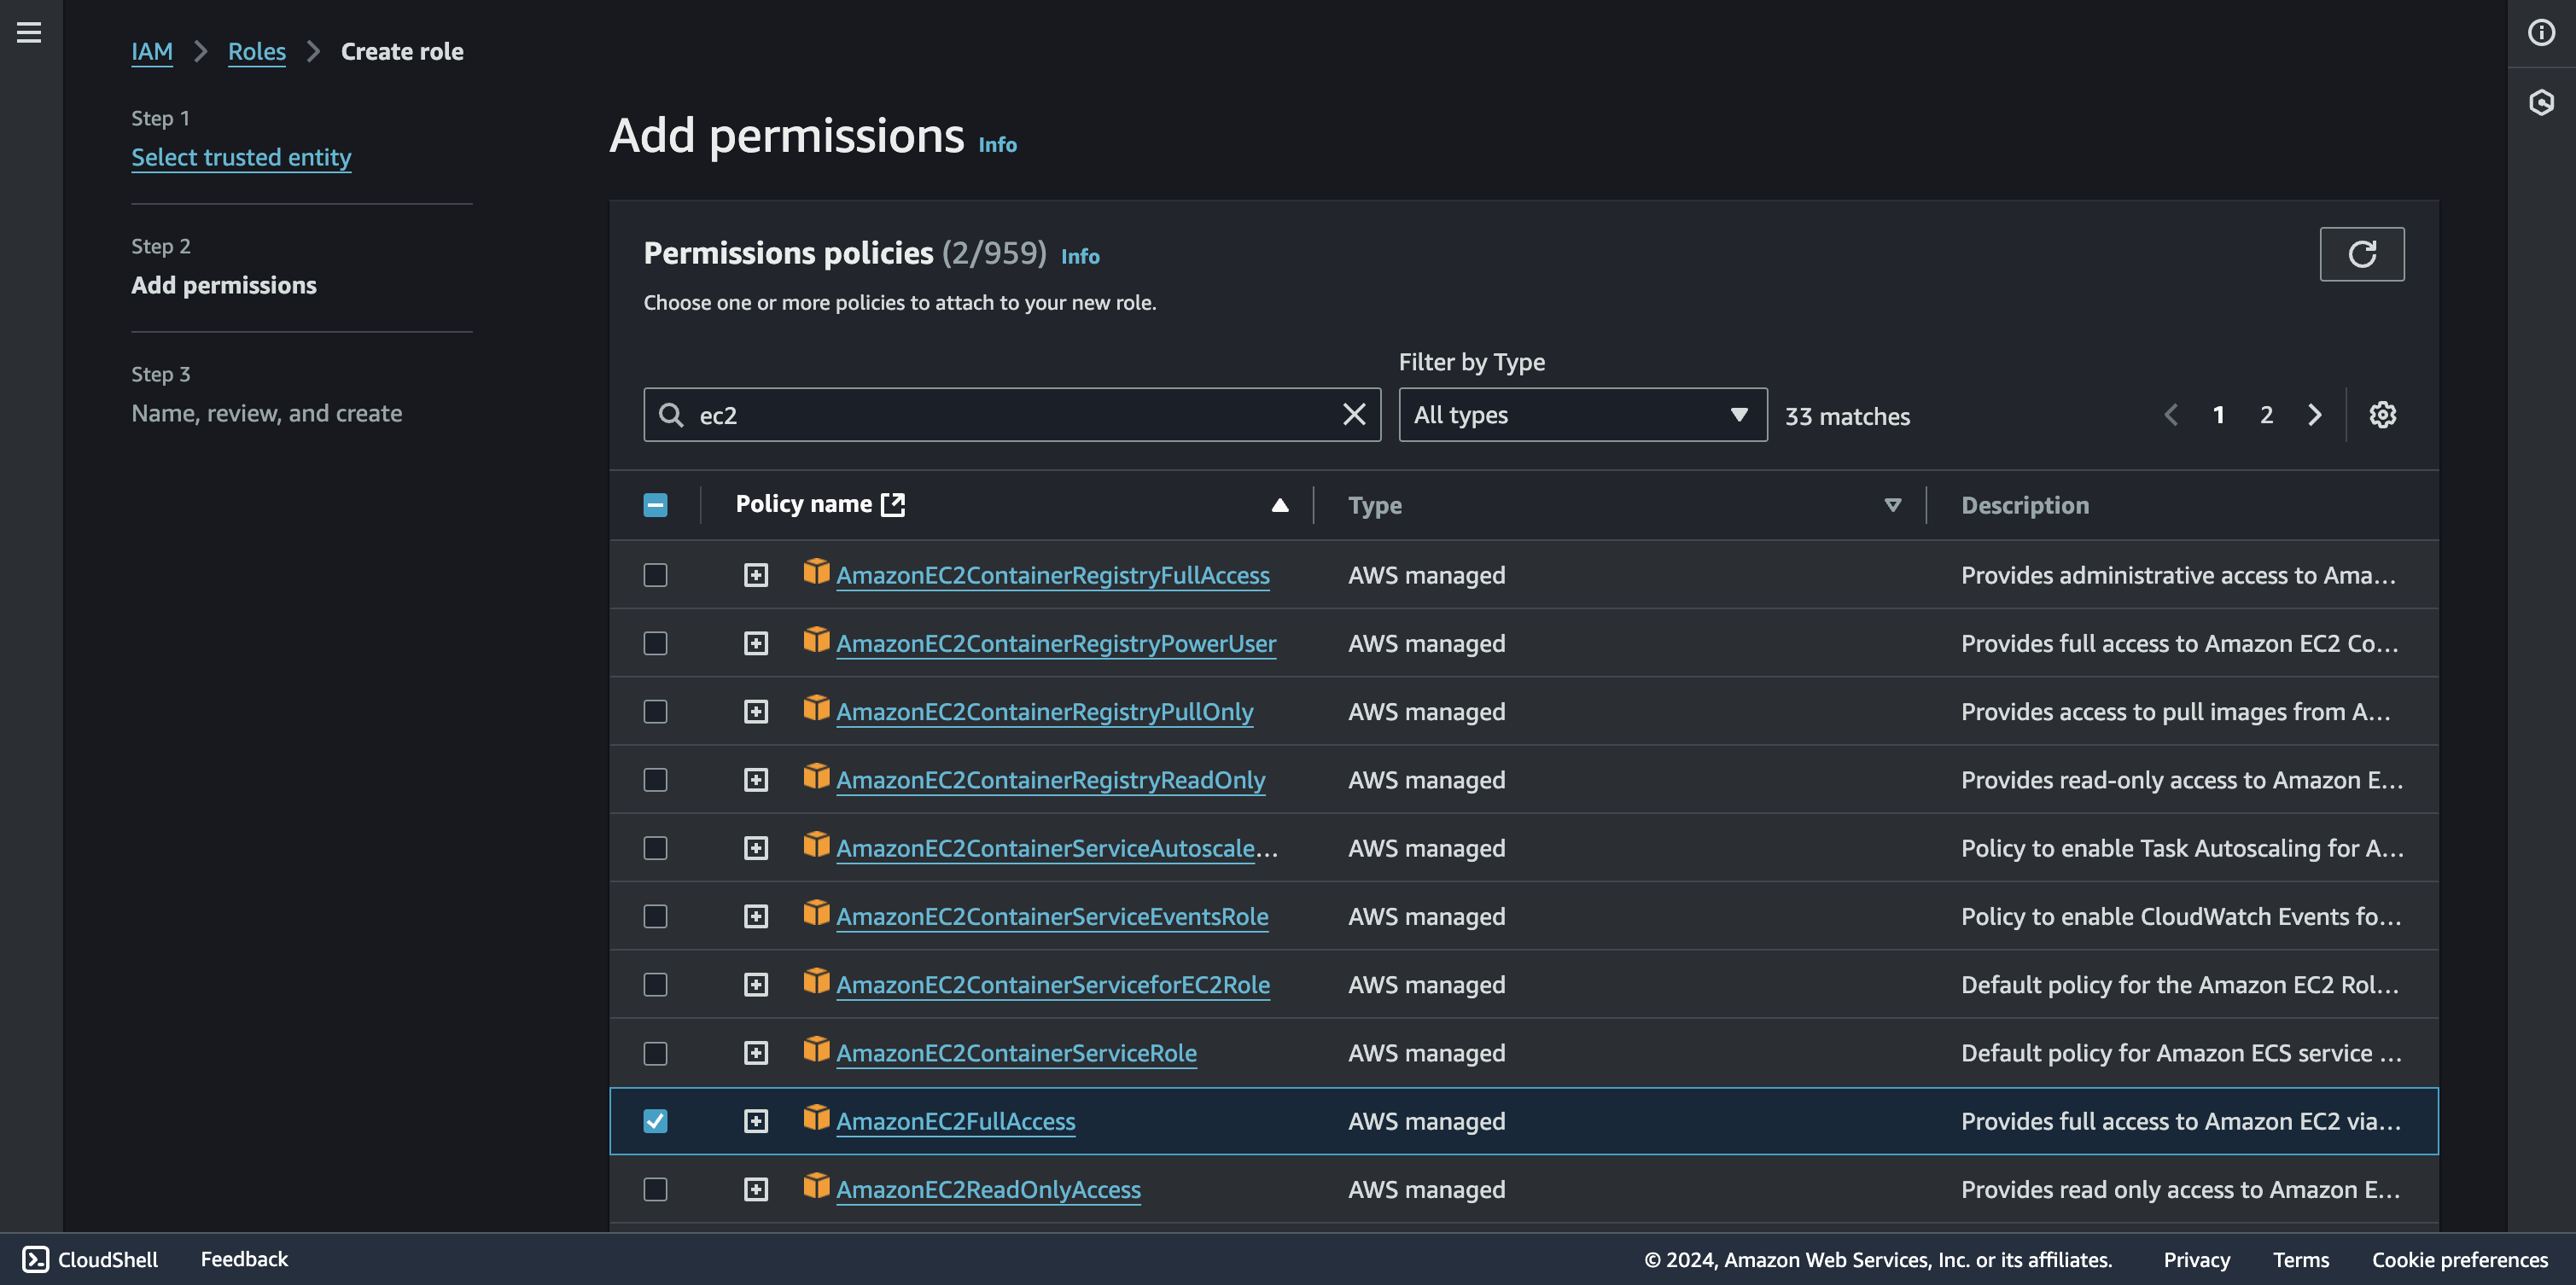 IAM > Roles > Create role
Step 1
Select trusted entity
Step 2
Add permissions
Step 3
Name, review, and create
Add permissions Info
Permissions policies (2/959) Info
Choose one or more policies to attach to your new role.
Filter by Type
ec2 All types 33 matches 1 2
Policy name Type Description
AmazonEC2ContainerRegistryFullAccess AWS managed Provides administrative access to Ama...
AmazonEC2ContainerRegistryPowerUser AWS managed Provides full access to Amazon EC2 Co...
AmazonEC2ContainerRegistryPullOnly AWS managed Provides access to pull images from A...
AmazonEC2ContainerRegistryReadOnly AWS managed Provides read-only access to Amazon E...
AmazonEC2ContainerServiceAutoscale... AWS managed Policy to enable Task Autoscaling for A...
AmazonEC2ContainerServiceEventsRole AWS managed Policy to enable CloudWatch Events fo...
AmazonEC2ContainerServiceforEC2Role AWS managed Default policy for the Amazon EC2 Rol...
AmazonEC2ContainerServiceRole AWS managed Default policy for Amazon ECS service ...
AmazonEC2FullAccess AWS managed Provides full access to Amazon EC2 via...
AmazonEC2ReadOnlyAccess AWS managed Provides read only access to Amazon E...
CloudShell Feedback © 2024, Amazon Web Services, Inc. or its affiliates. Privacy Terms Cookie preferences